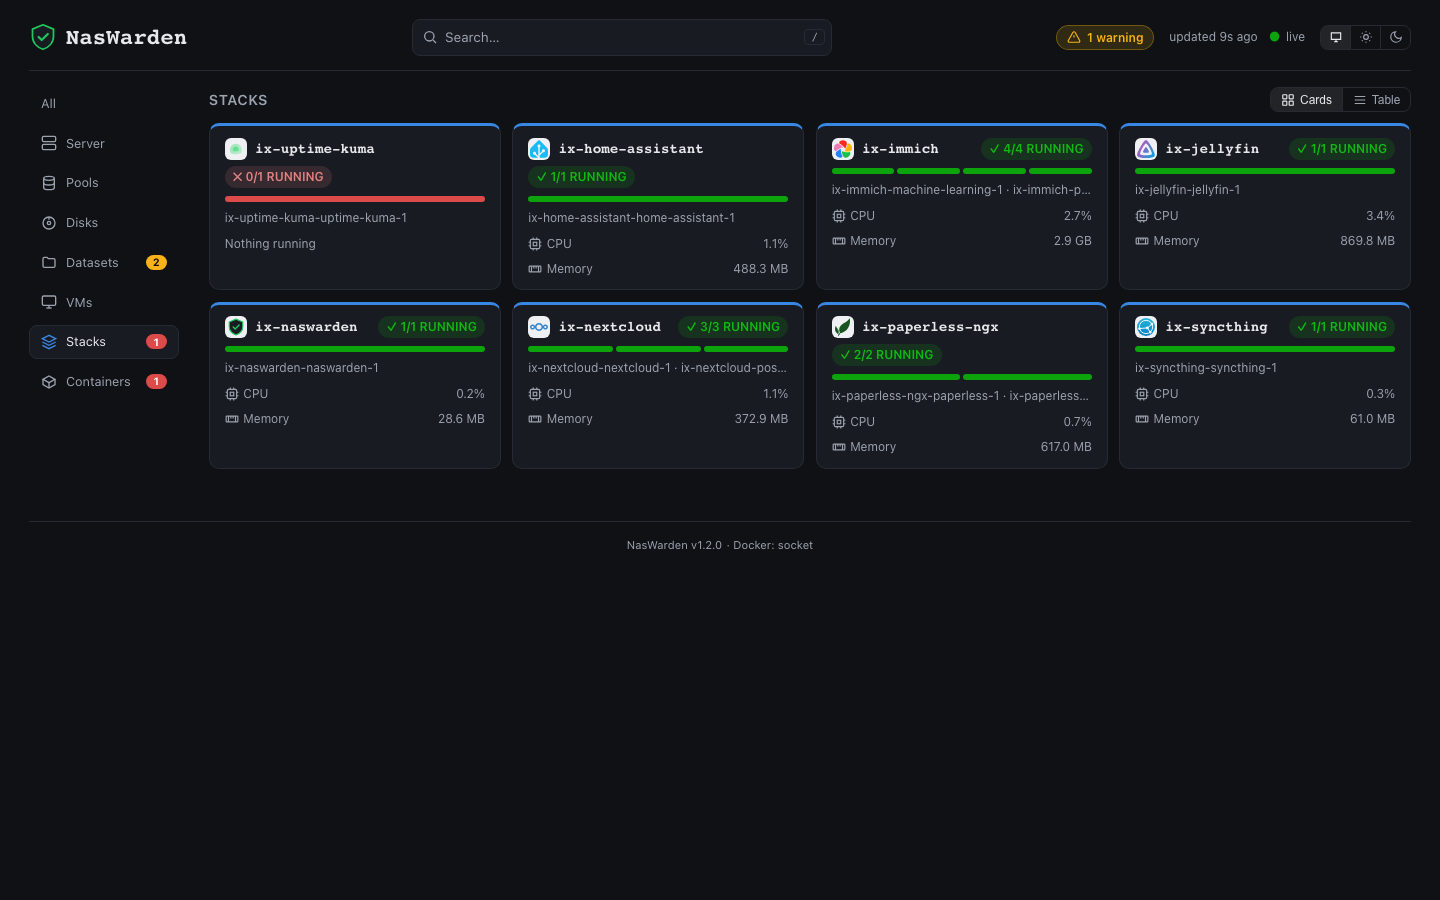 NasWarden
Search...
/
1 warning
updated 9s ago
live
All
Server
Pools
Disks
Datasets 2
VMs
Stacks 1
Containers 1
STACKS
Cards
Table
ix-uptime-kuma
0/1 RUNNING
ix-uptime-kuma-uptime-kuma-1
Nothing running
ix-home-assistant
1/1 RUNNING
ix-home-assistant-home-assistant-1
CPU 1.1%
Memory 488.3 MB
ix-immich 4/4 RUNNING
ix-immich-machine-learning-1 · ix-immich-p...
CPU 2.7%
Memory 2.9 GB
ix-jellyfin 1/1 RUNNING
ix-jellyfin-jellyfin-1
CPU 3.4%
Memory 869.8 MB
ix-naswarden 1/1 RUNNING
ix-naswarden-naswarden-1
CPU 0.2%
Memory 28.6 MB
ix-nextcloud 3/3 RUNNING
ix-nextcloud-nextcloud-1 · ix-nextcloud-pos...
CPU 1.1%
Memory 372.9 MB
ix-paperless-ngx
2/2 RUNNING
ix-paperless-ngx-paperless-1 · ix-paperless...
CPU 0.7%
Memory 617.0 MB
ix-syncthing 1/1 RUNNING
ix-syncthing-syncthing-1
CPU 0.3%
Memory 61.0 MB
NasWarden v1.2.0 · Docker: socket